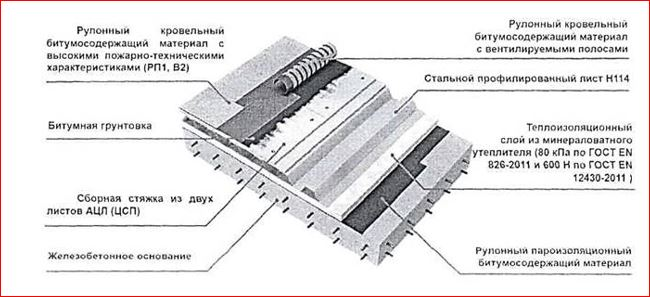 Рулонный кровельный
битумосодержащий материал с
высокими пожарно-техническими
характеристиками (РП1, В2)
Битумная грунтовка
Сборная стяжка из двух
листов АЦЛ (ЦСП)
Железобетонное основание
Рулонный кровельный
битумосодержащий материал
с вентилируемыми полосами
Стальной профилированный лист Н114
Теплоизоляционный
слой из минераловатного
утеплителя (80 кПа по ГОСТ EN
826-2011 и 600 Н по ГОСТ EN
12430-2011 )
Рулонный пароизоляционный
битумосодержащий материал